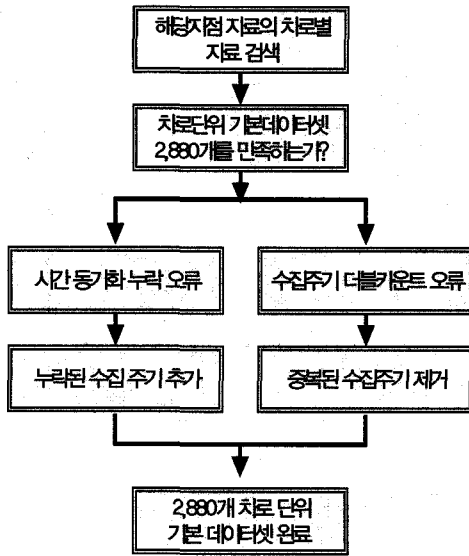 해당지점 자료의 차로별
자료 검색
차로단위 기본데이터셋
2,880개를 만족하는가?
시간 동기화 누락 오류
수집주기 더블카운트 오류
누락된 수집 주기 추가
중복된 수집주기 제거
2,880개 차로 단위
기본 데이터셋 완료